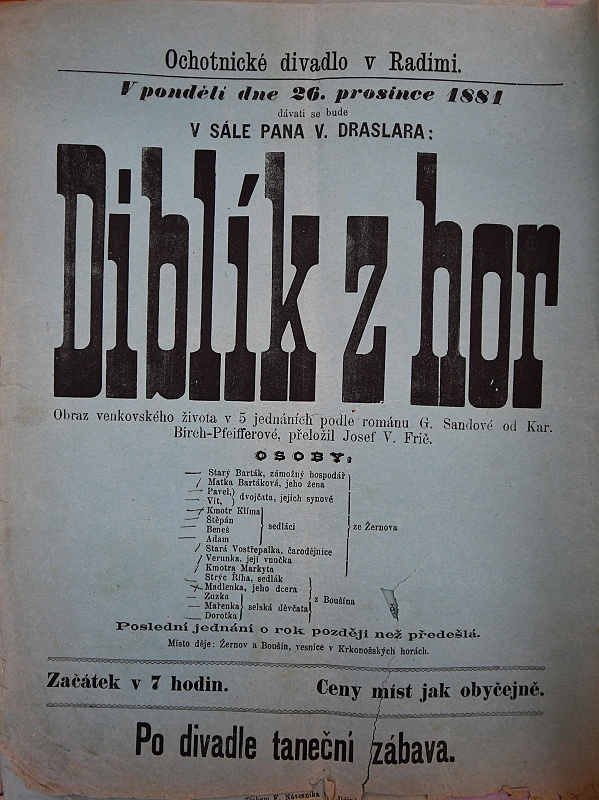 Ochotnické divadlo v Radími.
V pondělí dne 26. prosince 1881
dávati se bude
V SÁLE PANA V. DRASLARA:
Diblík z hor
Obraz venkovského života v 5 jednáních podle románu G. Sandové od Kar.
Birch-Pfeifferové, přeložil Josef V. Frič.
OSOBY:
Starý Barták, zámožný hospodář
Matka Bartáková, jeho žena
Pavel,) dvojčata, jejich synové
Vít, )
Kmotr Klíma
Štěpán
Beneš sedláci ze Žernova
Adam
Stará Vostřepalka, čarodějnice
Verunka, její vnučka
Kmotra Markyta
Strýc Říha, sedlák
Madlenka, jeho dcera
Zuzka z Boušína
Mařenka selská děvčata
Dorotka
Poslední jednání o rok později než předešlá.
Místo děje: Žernov a Boušín, vesnice v Krkonošských horách.
Začátek v 7 hodin. Ceny míst jak obyčejně.
Po divadle taneční zábava.